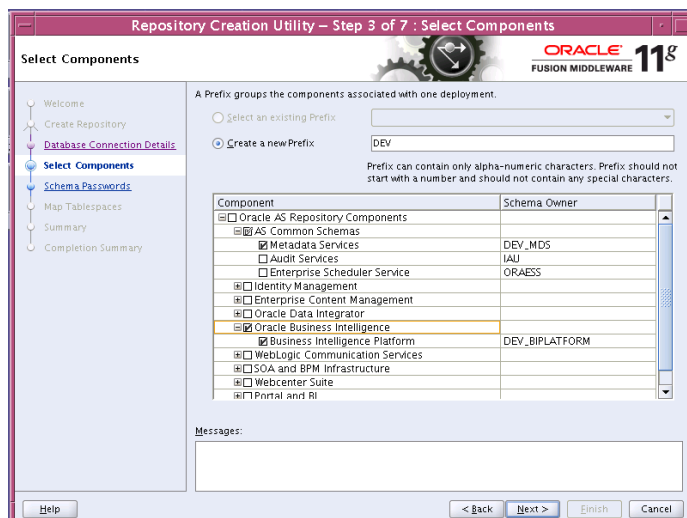 Repository Creation Utility – Step 3 of 7 : Select Components
Select Components
ORACLE
FUSION MIDDLEWARE
11g
Welcome
Create Repository
Database Connection Details
Select Components
Schema Passwords
Map Tablespaces
Summary
Completion Summary
A Prefix groups the components associated with one deployment.
Select an existing Prefix
Create a new Prefix
DEV
Prefix can contain only alpha-numeric characters. Prefix should not
start with a number and should not contain any special characters.
Component Schema Owner
Oracle AS Repository Components
AS Common Schemas
Metadata Services DEV_MDS
Audit Services IAU
Enterprise Scheduler Service ORAESS
Identity Management
Enterprise Content Management
Oracle Data Integrator
Oracle Business Intelligence
Business Intelligence Platform DEV_BIPLATFORM
WebLogic Communication Services
SOA and BPM Infrastructure
Webcenter Suite
Portal and BI
Messages:
Help
< Back
Next >
Finish
Cancel